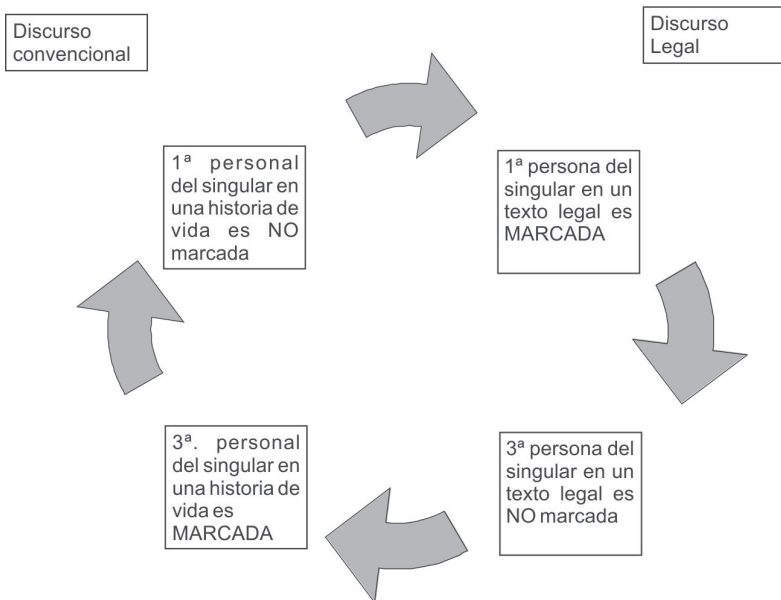 Discurso
convencional
Discurso
Legal
1ª personal
del singular en
una historia de
vida es NO
marcada
1ª persona del
singular en un
texto legal es
MARCADA
3ª. personal
del singular en
una historia de
vida es
MARCADA
3ª persona del
singular en un
texto legal es
NO marcada